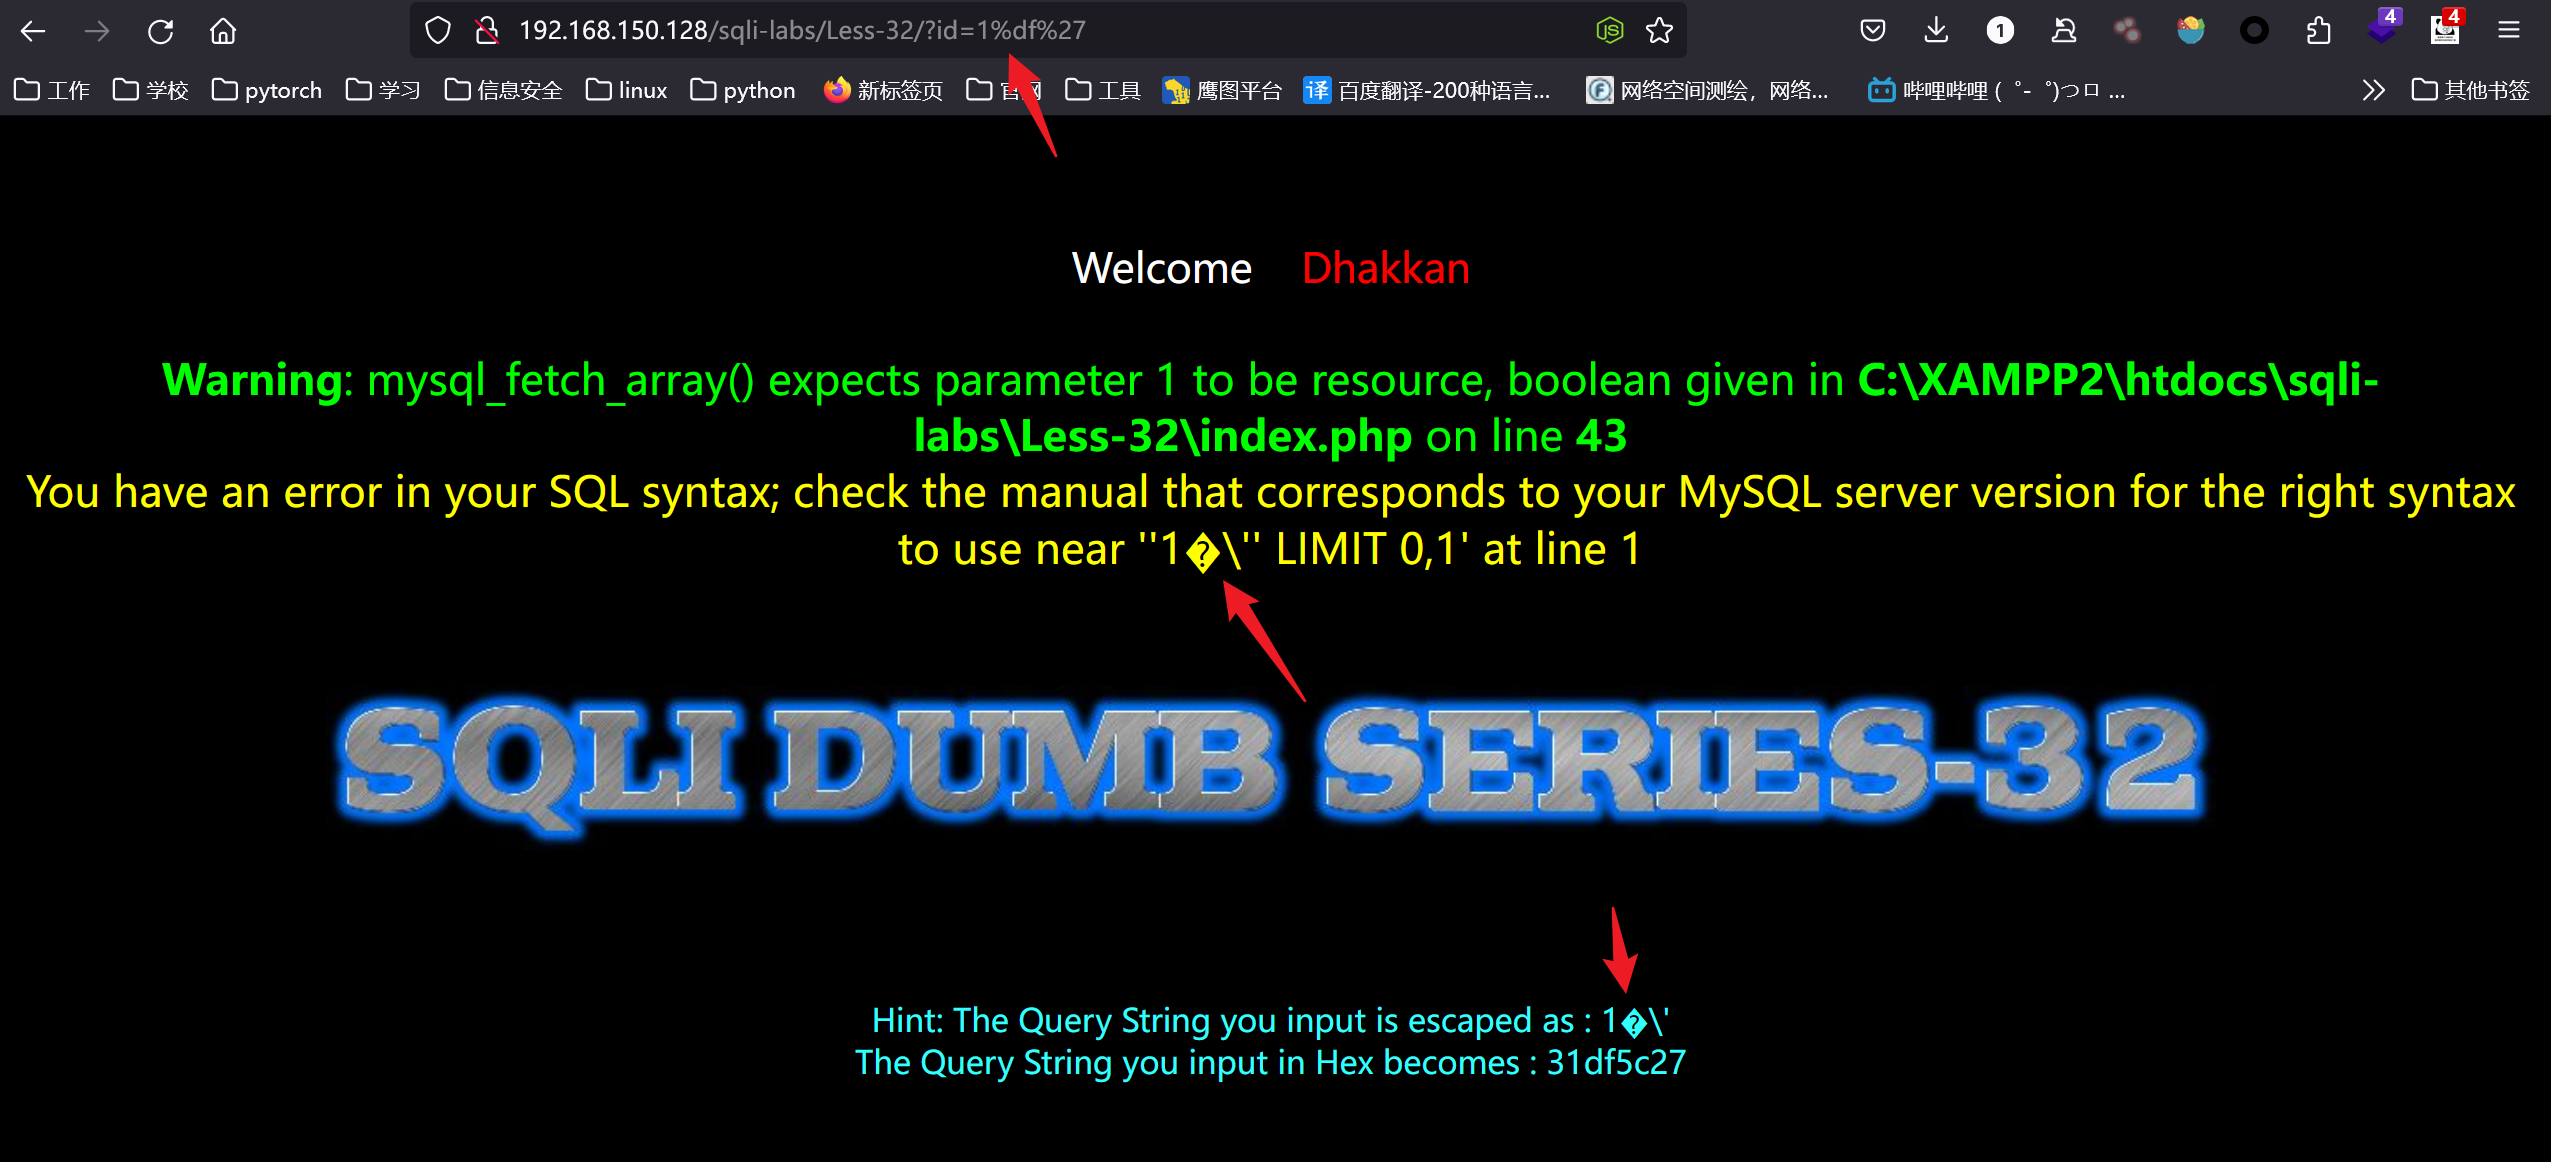 192.168.150.128/sqli-labs/Less-32/?id=1%df%27
1
4
4
工作 学校 pytorch 学习 信息安全 linux python 新标签页 官网 工具 鹰图平台 译 百度翻译-200种语言... 网络空间测绘，网络... 哔哩哔哩 ( ゜- ゜)つロ ... 其他书签
Welcome Dhakkan
Warning: mysql_fetch_array() expects parameter 1 to be resource, boolean given in C:\XAMPP2\htdocs\sqli-
labs\Less-32\index.php on line 43
You have an error in your SQL syntax; check the manual that corresponds to your MySQL server version for the right syntax
to use near ''1�\'' LIMIT 0,1' at line 1
SQLI DUMB SERIES-32
Hint: The Query String you input is escaped as : 1�\'
The Query String you input in Hex becomes : 31df5c27